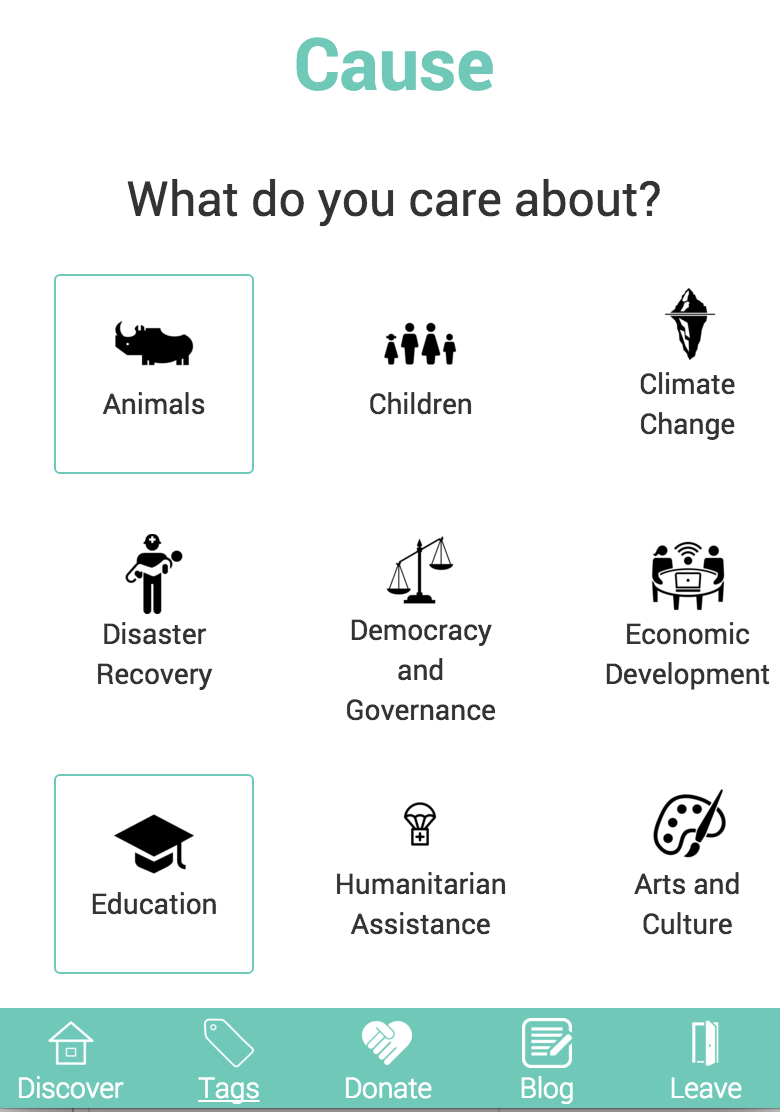 Cause
What do you care about?
Animals
Children
Climate
Change
Disaster
Recovery
Democracy
and
Governance
Economic
Development
Education
Humanitarian
Assistance
Arts and
Culture
Discover
Tags
Donate
Blog
Leave